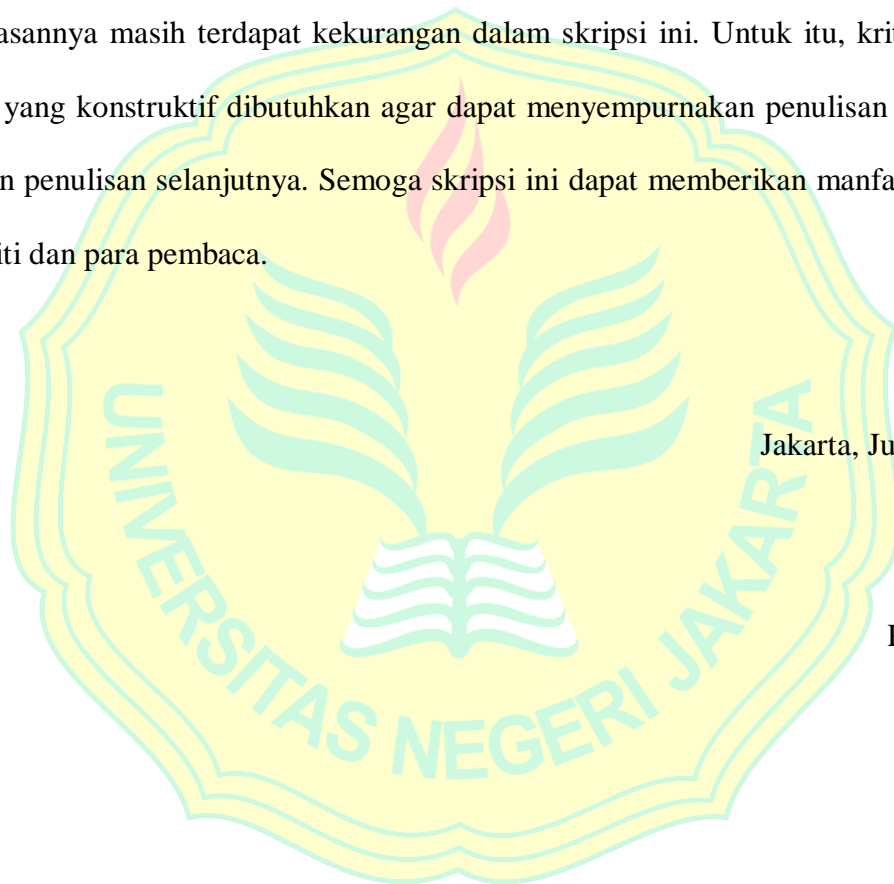 asannya masih terdapat kekurangan dalam skripsi ini. Untuk itu, krit
yang konstruktif dibutuhkan agar dapat menyempurnakan penulisan
n penulisan selanjutnya. Semoga skripsi ini dapat memberikan manfa
iti dan para pembaca.
Jakarta, Ju
UNIVERSITAS NEGERI JAKARTA